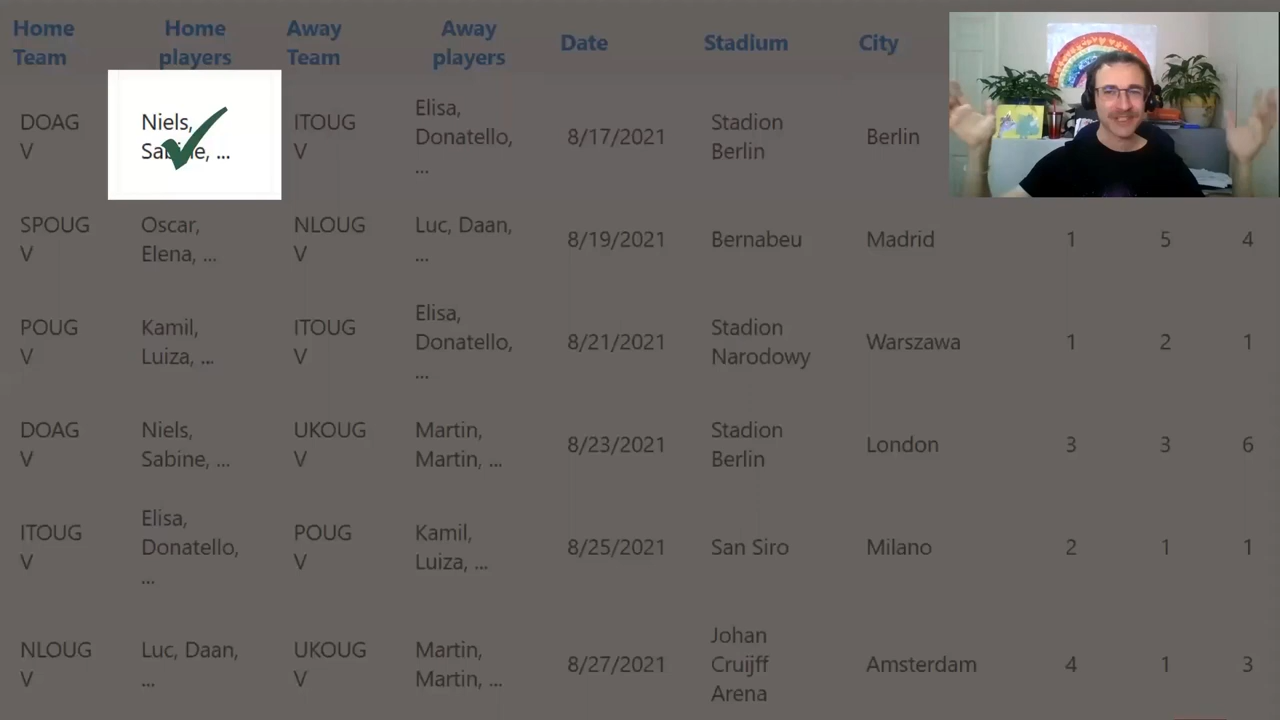 Home Team
Home players
Away Team
Away players
Date
Stadium
City
DOAG V
Niels, Sabine, ...
ITOUG V
Elisa, Donatello, ...
8/17/2021
Stadion Berlin
Berlin
SPOUG V
Oscar, Elena, ...
NLOUG V
Luc, Daan, ...
8/19/2021
Bernabeu
Madrid
1
5
4
POUG V
Kamil, Luiza, ...
ITOUG V
Elisa, Donatello, ...
8/21/2021
Stadion Narodowy
Warszawa
1
2
1
DOAG V
Niels, Sabine, ...
UKOUG V
Martin, Martin, ...
8/23/2021
Stadion Berlin
London
3
3
6
ITOUG V
Elisa, Donatello, ...
POUG V
Kamil, Luiza, ...
8/25/2021
San Siro
Milano
2
1
1
NLOUG V
Luc, Daan, ...
UKOUG V
Martin, Martin, ...
8/27/2021
Johan Cruijff Arena
Amsterdam
4
1
3